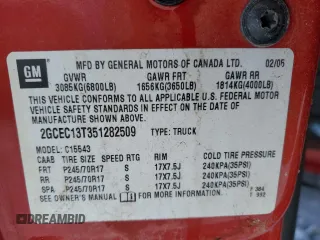 GM
MFD BY GENERAL MOTORS OF CANADA LTD. 02/05
GVWR GAWR FRT GAWR RR
3085KG(6800LB) 1656KG(3650LB) 1814KG(4000LB)
THIS VEHICLE CONFORMS TO ALL APPLICABLE U.S. FEDERAL MOTOR
VEHICLE SAFETY STANDARDS IN EFFECT ON THE DATE OF
MANUFACTURE SHOWN ABOVE.
2GCEC13T351282509 TYPE: TRUCK
MODEL: C15543
TIRE SIZE SPEED RTG RIM COLD TIRE PRESSURE
FRT P245/70R17 S 17X7.5J 240KPA(35PSI)
RR P245/70R17 S 17X7.5J 240KPA(35PSI)
SPA P245/70R17 S 17X7.5J 240KPA(35PSI)
SEE OWNER'S MANUAL FOR MORE INFORMATION
384
992
DREAMBID